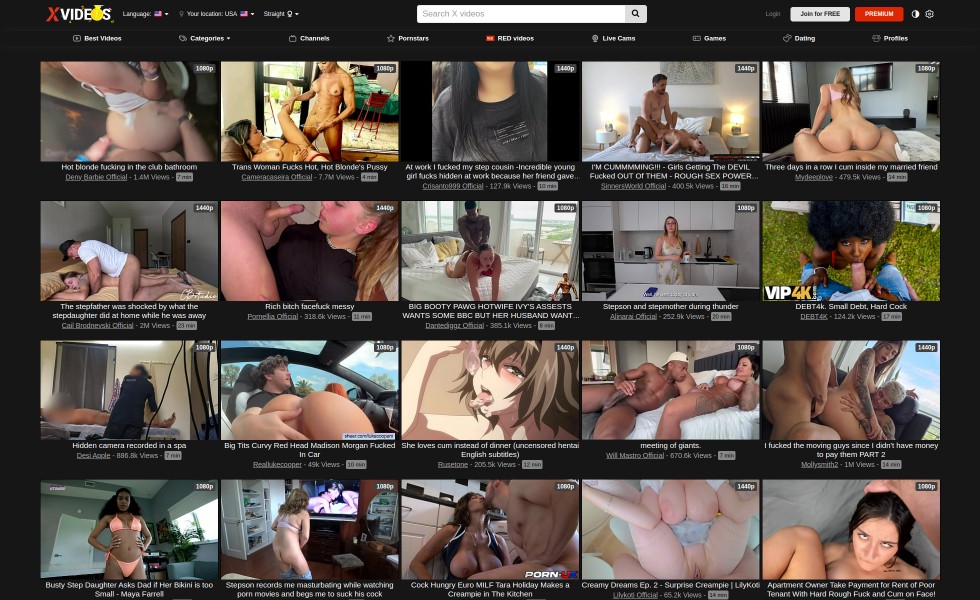 XVIDEOS
Language:
Your location: USA
Straight
Search X videos
Login
Join for FREE
PREMIUM
Best Videos
Categories
Channels
Pornstars
RED videos
Live Cams
Games
Dating
Profiles
1080p
Hot blonde fucking in the club bathroom
Deny Barbie Official - 1.4M Views - 7 min
1080p
Trans Woman Fucks Hot, Hot Blonde's Pussy
Cameracaseira Official - 7.7M Views - 4 min
1440p
At work I fucked my step cousin -Incredible young
girl fucks hidden at work because her friend gave...
Crisanto999 Official - 127.9k Views - 10 min
1440p
I'M CUMMMMING!!! - Girls Getting The DEVIL
Fucked OUT Of THEM - ROUGH SEX POWER...
SinnersWorld Official - 400.5k Views - 16 min
1080p
Three days in a row I cum inside my married friend
Mydeeplove - 479.5k Views - 14 min
1440p
The stepfather was shocked by what the
stepdaughter did at home while he was away
Cail Brodnevski Official - 2M Views - 23 min
1440p
Rich bitch facefuck messy
Pornellia Official - 318.6k Views - 11 min
1080p
BIG BOOTY PAWG HOTWIFE IVY'S ASSESTS
WANTS SOME BBC BUT HER HUSBAND WANT...
Dantediggz Official - 385.1k Views - 8 min
1080p
Stepson and stepmother during thunder
Alinarai Official - 252.9k Views - 20 min
1080p
VIP4K
DEBT4k. Small Debt, Hard Cock
DEBT4K - 124.2k Views - 17 min
1080p
Hidden camera recorded in a spa
Desi Apple - 886.8k Views - 7 min
1080p
Big Tits Curvy Red Head Madison Morgan Fucked
In Car
Reallukecooper - 49k Views - 10 min
1440p
She loves cum instead of dinner (uncensored hentai
English subtitles)
Rusetone - 205.5k Views - 12 min
1080p
meeting of giants.
Will Mastro Official - 670.6k Views - 7 min
1440p
I fucked the moving guys since I didn't have money
to pay them PART 2
Mollysmith2 - 1M Views - 14 min
1080p
Busty Step Daughter Asks Dad if Her Bikini is too
Small - Maya Farrell
1080p
Stepson records me masturbating while watching
porn movies and begs me to suck his cock
1080p
Cock Hungry Euro MILF Tara Holiday Makes a
Creampie in The Kitchen
1440p
Creamy Dreams Ep. 2 - Surprise Creampie | LilyKoti
Lilykoti Official - 65.2k Views - 14 min
1080p
Apartment Owner Take Payment for Rent of Poor
Tenant With Hard Rough Fuck and Cum on Face!